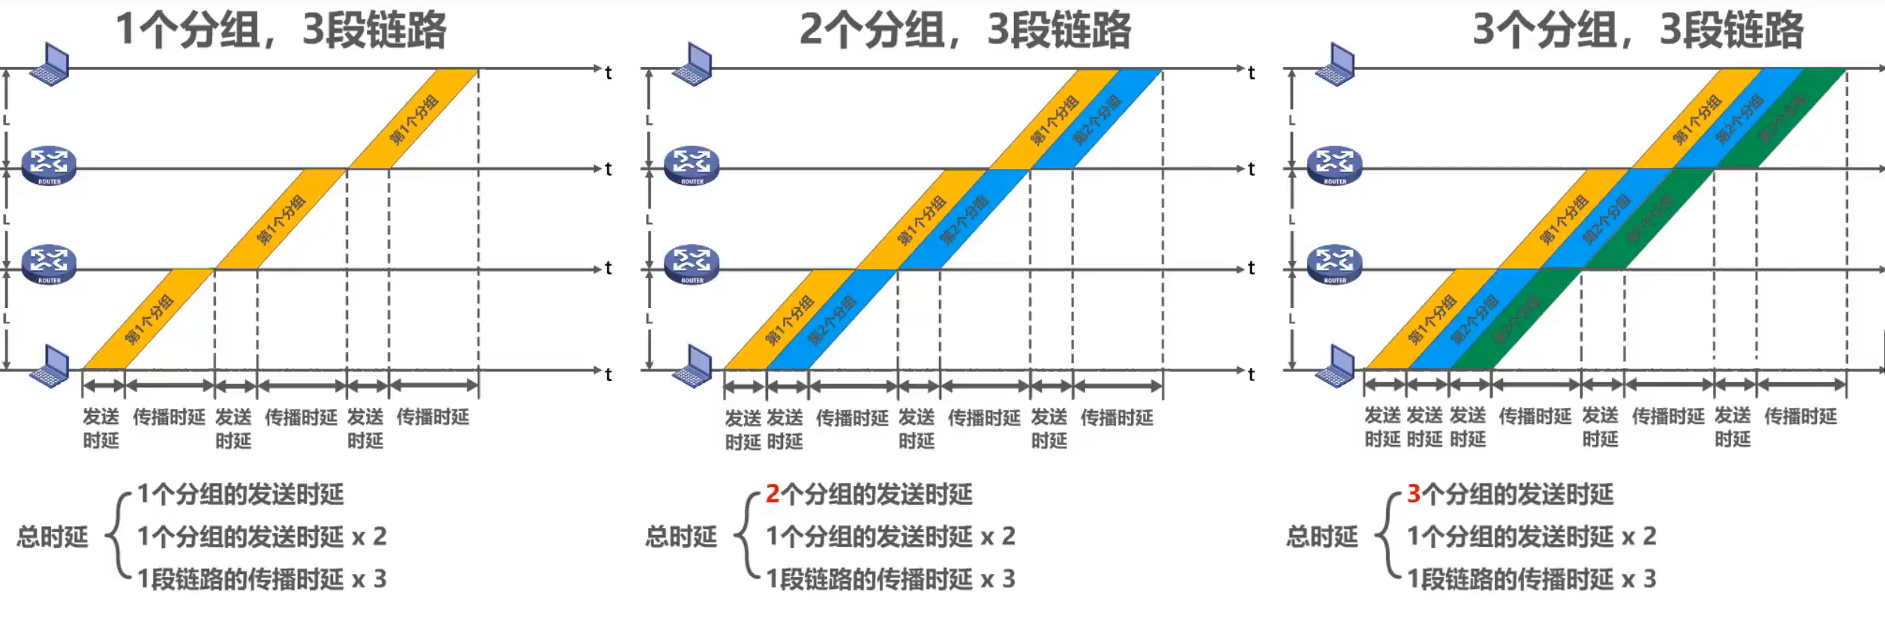 1个分组，3段链路
t
第1个分组
L
t
ROUTER
第1个分组
L
t
ROUTER
第1个分组
L
t
发送时延
传播时延
发送时延
传播时延
发送时延
传播时延
总时延
1个分组的发送时延
1个分组的发送时延 x 2
1段链路的传播时延 x 3
2个分组，3段链路
t
第1个分组
第2个分组
L
t
ROUTER
第1个分组
第2个分组
L
t
ROUTER
第1个分组
第2个分组
L
t
发送时延
发送时延
传播时延
发送时延
传播时延
发送时延
传播时延
总时延
2个分组的发送时延
1个分组的发送时延 x 2
1段链路的传播时延 x 3
3个分组，3段链路
第1个分组
第2个分组
第3个分组
L
ROUTER
第1个分组
第2个分组
第3个分组
L
ROUTER
第1个分组
第2个分组
第3个分组
L
发送时延
发送时延
发送时延
传播时延
发送时延
传播时延
发送时延
传播时延
总时延
3个分组的发送时延
1个分组的发送时延 x 2
1段链路的传播时延 x 3